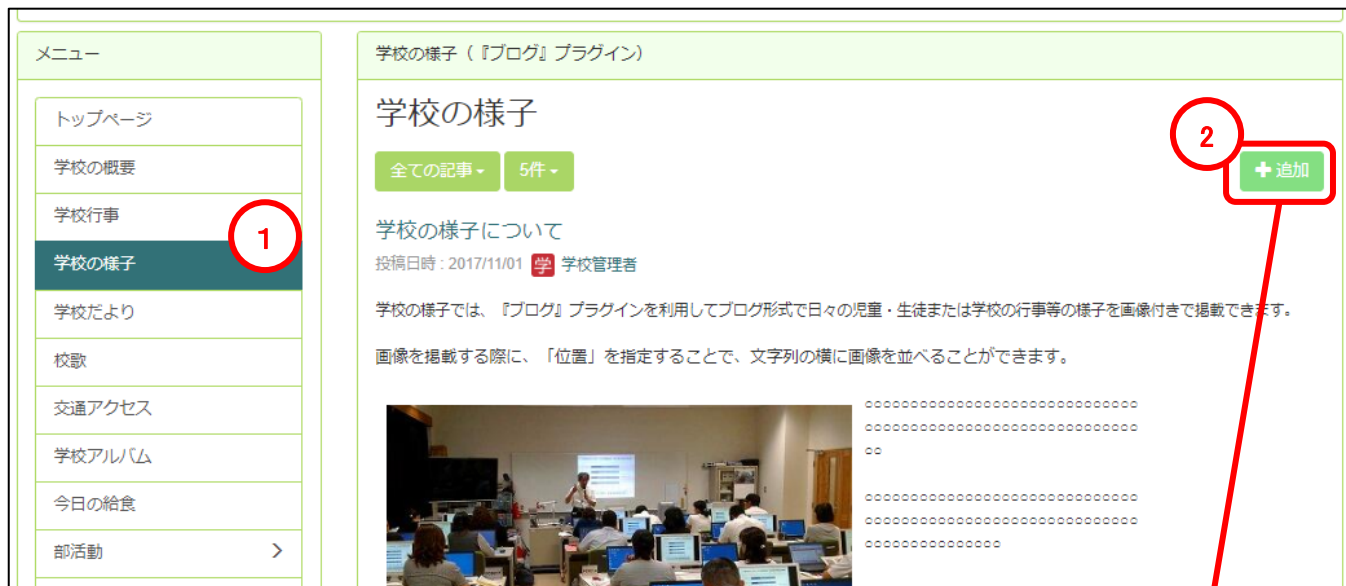 メニュー
トップページ
学校の概要
学校行事
1
学校の様子
学校だより
校歌
交通アクセス
学校アルバム
今日の給食
部活動
学校の様子（『ブログ』プラグイン）
学校の様子
2
全ての記事 5件 追加
学校の様子について
投稿日時 : 2017/11/01 学 学校管理者
学校の様子では、『ブログ』プラグインを利用してブログ形式で日々の児童・生徒または学校の行事等の様子を画像付きで掲載できます。
画像を掲載する際に、「位置」を指定することで、文字列の横に画像を並べることができます。
○○○○○○○○○○○○○○○○○○○○○○○○○○○○○○
○○○○○○○○○○○○○○○○○○○○○○○○○○○○○○
○○
○○○○○○○○○○○○○○○○○○○○○○○○○○○○○○
○○○○○○○○○○○○○○○○○○○○○○○○○○○○○○
○○○○○○○○○○○○○○○